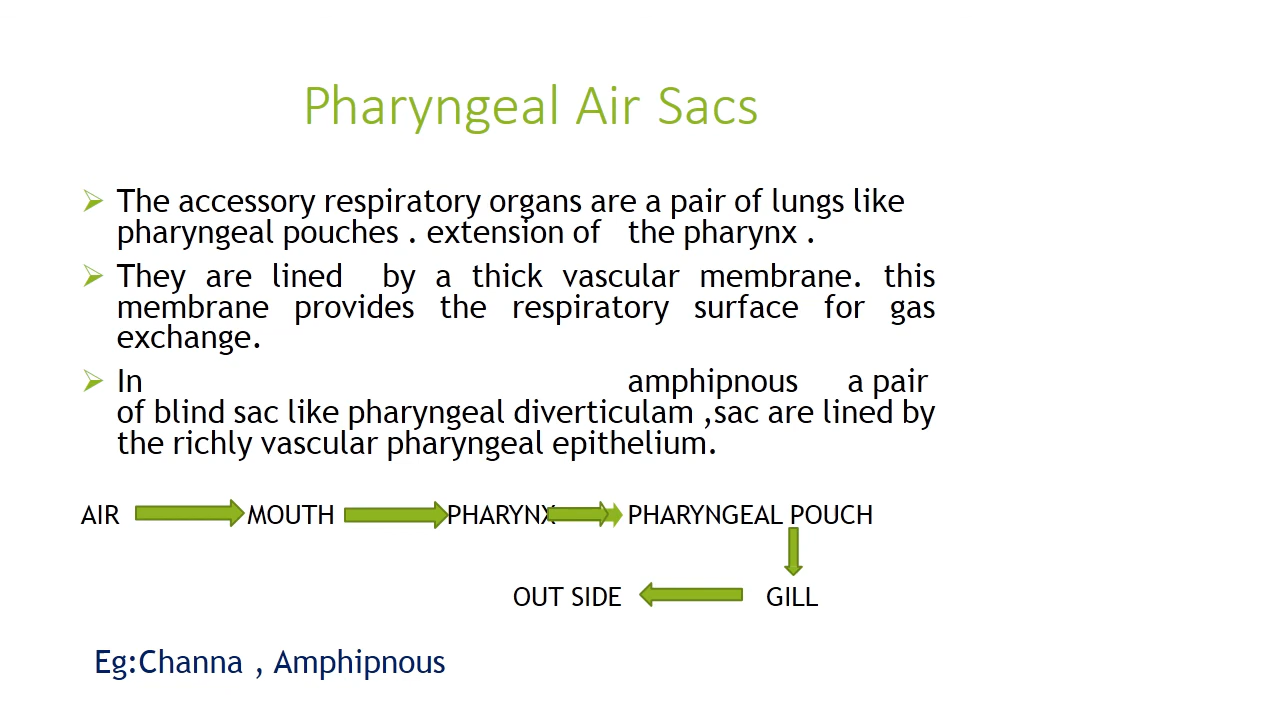 Pharyngeal Air Sacs
The accessory respiratory organs are a pair of lungs like
pharyngeal pouches . extension of the pharynx .
They are lined by a thick vascular membrane. this
membrane provides the respiratory surface for gas
exchange.
In amphipnous a pair
of blind sac like pharyngeal diverticulam ,sac are lined by
the richly vascular pharyngeal epithelium.
AIR MOUTH PHARYNX PHARYNGEAL POUCH
OUT SIDE GILL
Eg:Channa , Amphipnous